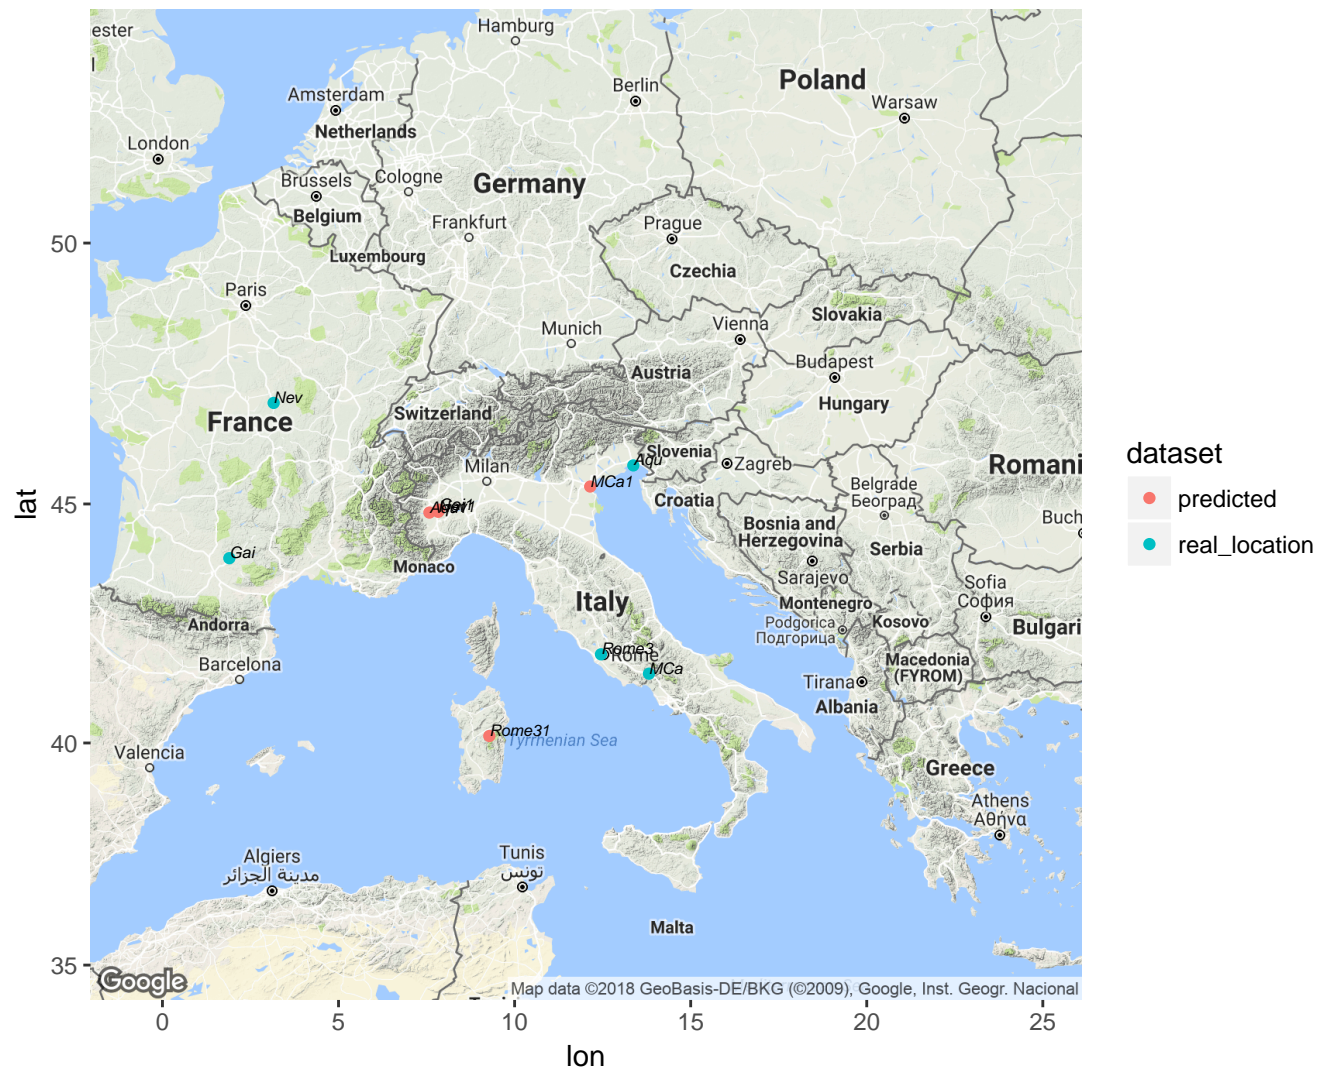 ester
l
Hamburg
Berlin
Poland
Warsaw
Amsterdam
Netherlands
London
Brussels
Cologne
Germany
Belgium
Frankfurt
Prague
Luxembourg
Czechia
50
Paris
Munich
Vienna
Slovakia
Budapest
Austria
Hungary
Nev
France
Switzerland
Milan
Aqu
Slovenia
Zagreb
Romani
MCa1
Croatia
Belgrade
Београд
45
Buch
Bosnia and
Herzegovina
Serbia
Gai
Monaco
Sarajevo
Sofia
София
Italy
Montenegro
Andorra
Podgorica
Подгорица
Kosovo
Bulgari
Rome3
Rome
Barcelona
MCa
Macedonia
(FYROM)
Tirana
Albania
Rome31
Tyrrhenian Sea
40
Valencia
Greece
Athens
Αθήνα
Algiers
مدينة الجزائر
Tunis
تونس
Malta
35
Google
Map data ©2018 GeoBasis-DE/BKG (©2009), Google, Inst. Geogr. Nacional
0
5
10
15
20
25
lon
lat
dataset
predicted
real_location